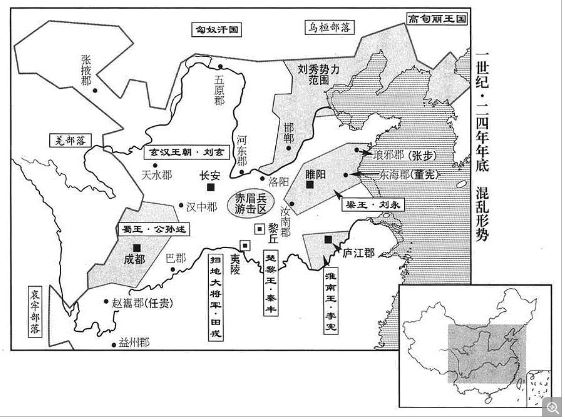 匈奴汗国
乌桓部落
高句丽王国
张掖郡
五原郡
刘秀势力
范围
羌部落
玄汉王朝·刘玄
河东郡
邯郸
天水郡
长安
洛阳
睢阳
琅邪郡(张步)
东海郡(董宪)
赤眉兵
游击区
汉中郡
汝南郡
梁王·刘永
蜀王·公孙述
成都
巴郡
黎丘
夷陵
庐江郡
扫地大将军·田戎
楚黎王·秦丰
淮南王·李宪
哀牢部落
益州郡
一世纪·二四年年底 混乱形势